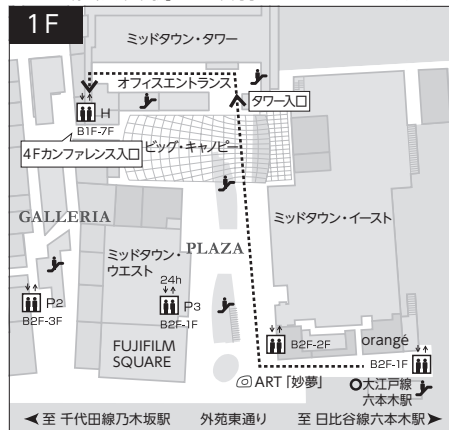 1F
ミッドタウン・タワー
オフィスエントランス
タワー入口
H
B1F-7F
4Fカンファレンス入口
ビッグ・キャノピー
GALLERIA
ミッドタウン・イースト
PLAZA
ミッドタウン・
ウエスト
24h
P2
B2F-3F
P3
B2F-1F
FUJIFILM
SQUARE
B2F-2F
orangé
B2F-1F
ART「妙夢」
大江戸線
六本木駅
至 千代田線乃木坂駅
外苑東通り
至 日比谷線六本木駅